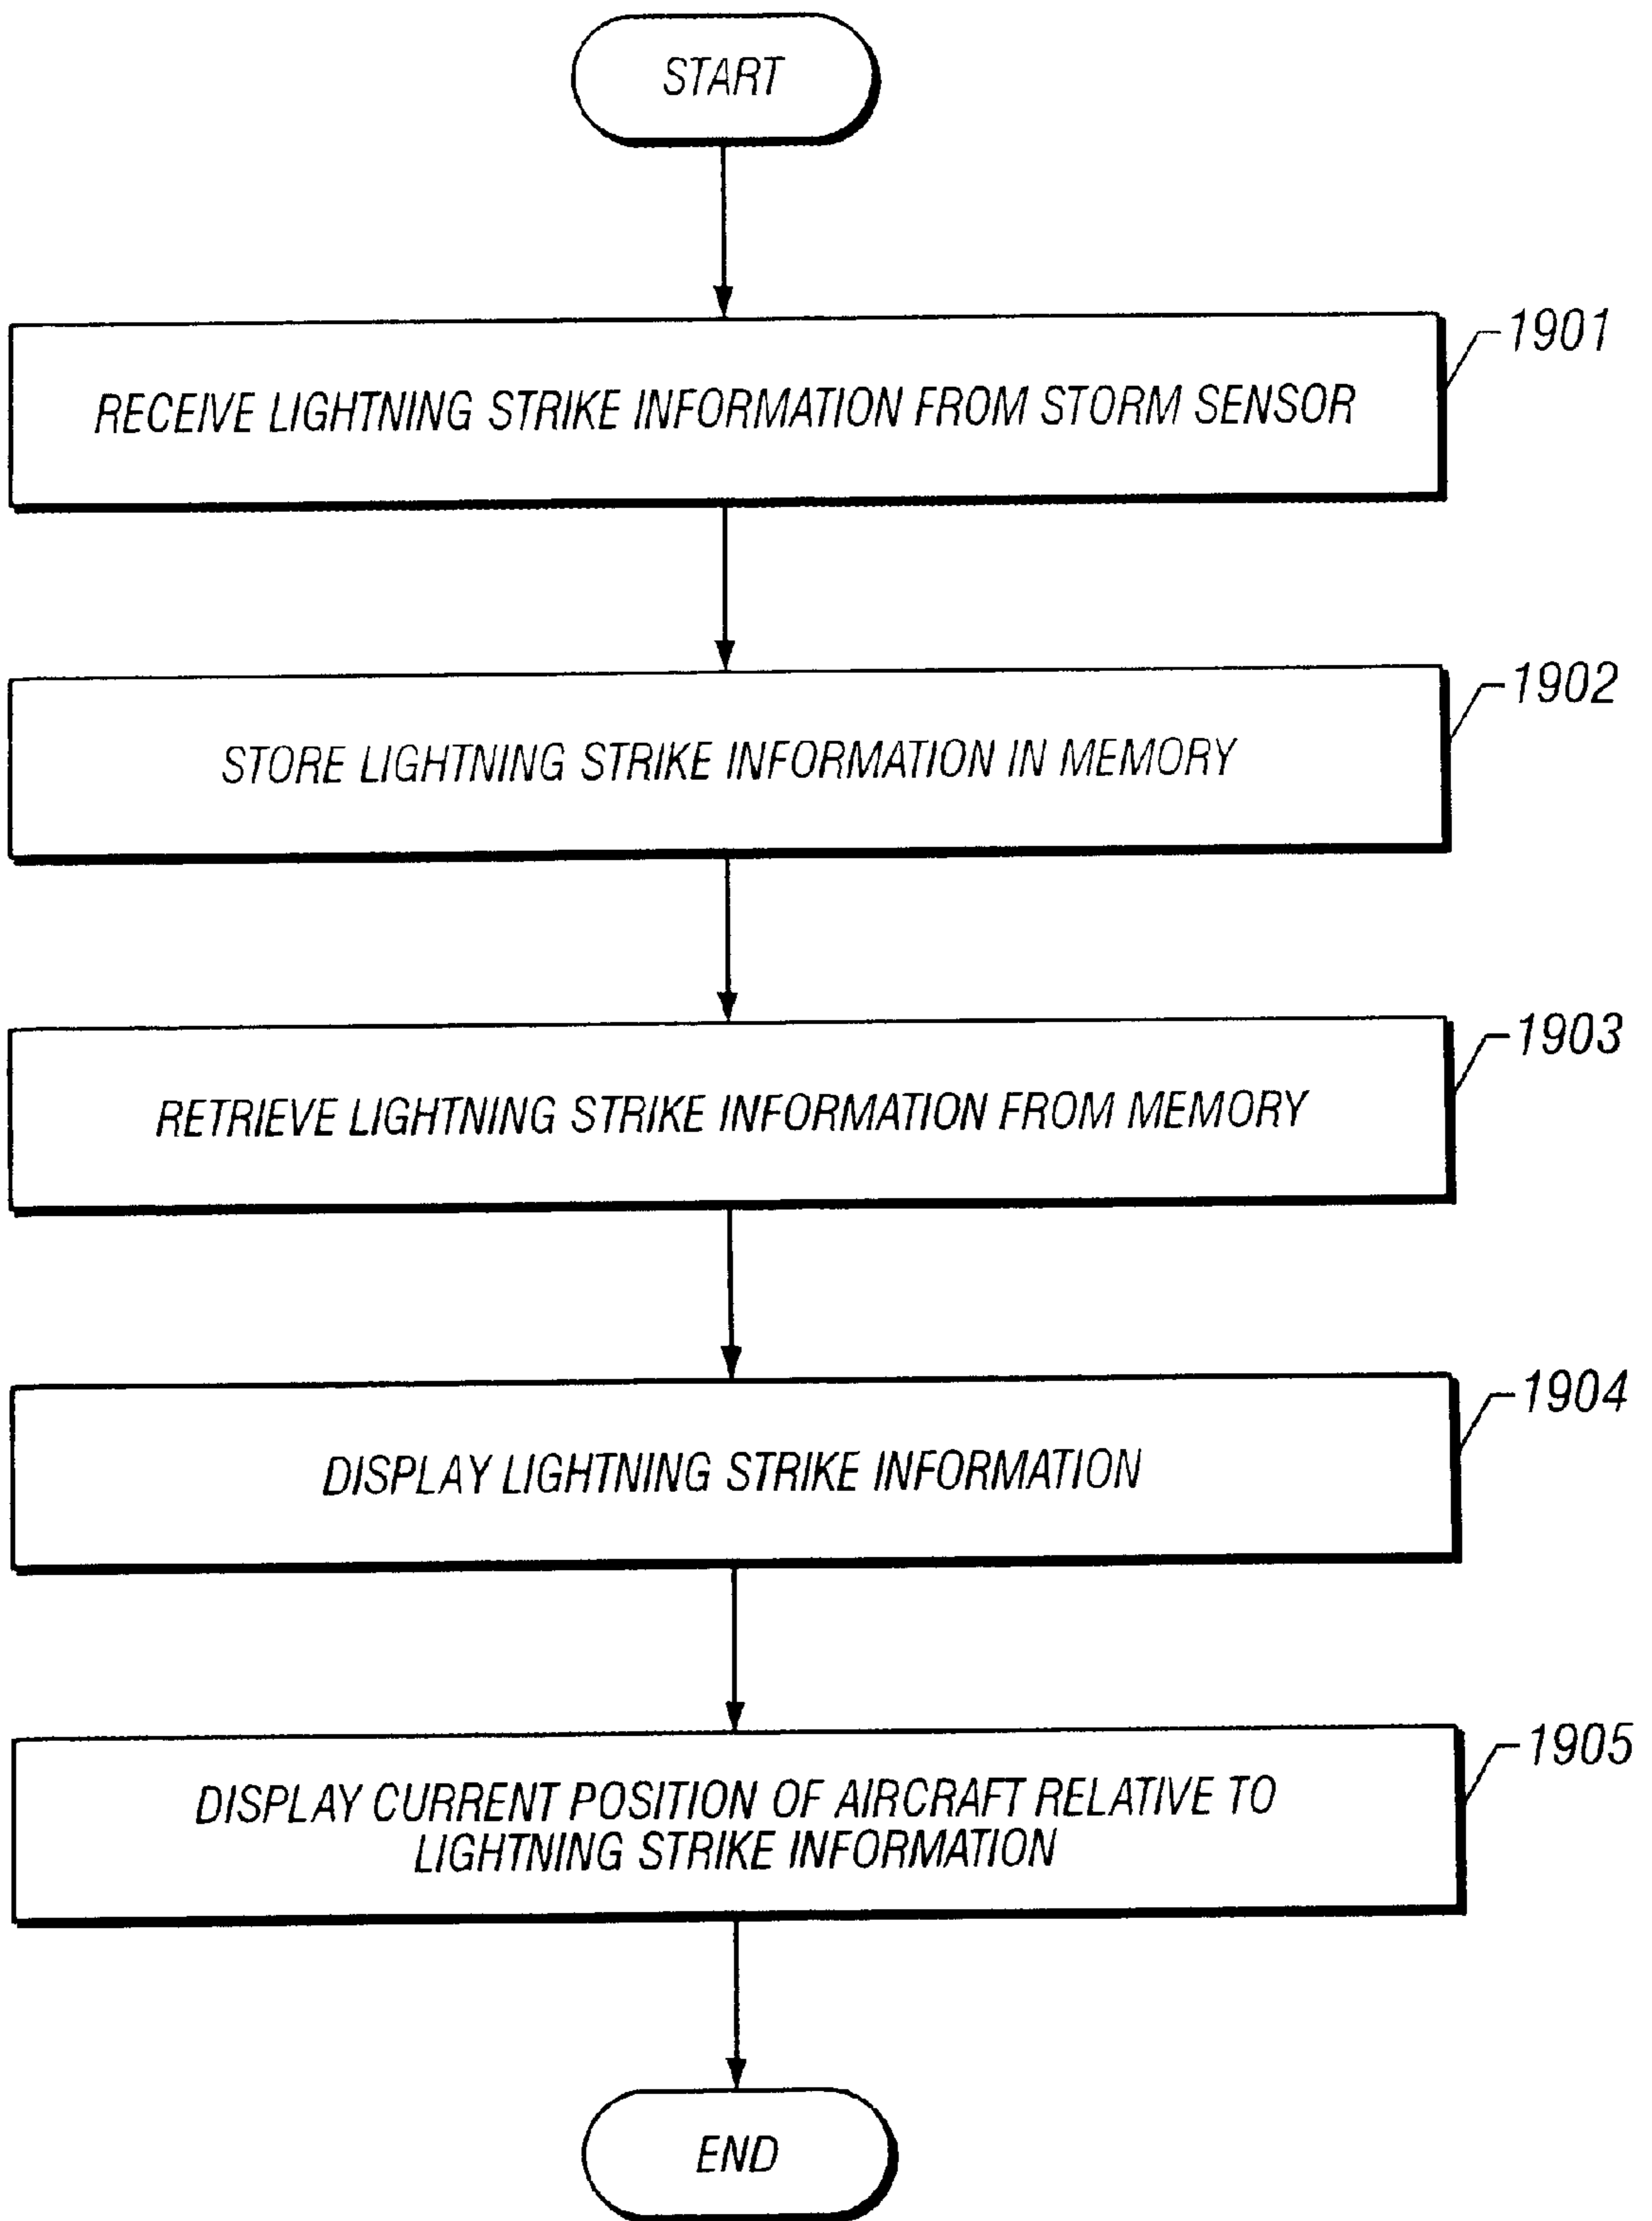 START
1901
RECEIVE LIGHTNING STRIKE INFORMATION FROM STORM SENSOR
1902
STORE LIGHTNING STRIKE INFORMATION IN MEMORY
1903
RETRIEVE LIGHTNING STRIKE INFORMATION FROM MEMORY
1904
DISPLAY LIGHTNING STRIKE INFORMATION
1905
DISPLAY CURRENT POSITION OF AIRCRAFT RELATIVE TO
LIGHTNING STRIKE INFORMATION
END